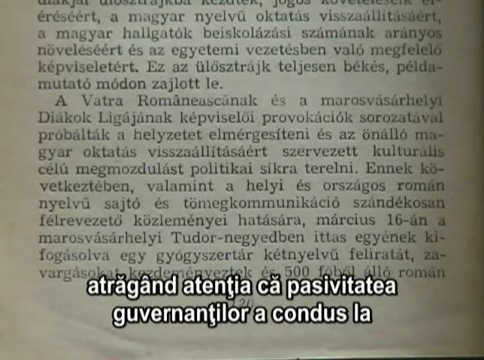 diákjai ülősztrájkba kezdtek, jogos követeléseik el-
éréséért, a magyar nyelvű oktatás visszaállításáért,
a magyar hallgatók beiskolázási számának arányos
növeléséért és az egyetemi vezetésben való megfelelő
képviseletért. Ez az ülősztrájk teljesen békés, példa-
mutató módon zajlott le.
A Vatra Româneascănak és a marosvásárhelyi
Diákok Ligájának képviselői provokációk sorozatával
próbálták a helyzetet elmérgesíteni és az önálló ma-
gyar oktatás visszaállításáért szervezett kulturális
célú megmozdulást politikai síkra terelni. Ennek kö-
vetkeztében, valamint a helyi és országos román
nyelvű sajtó és tömegkommunikáció szándékosan
félrevezető közleményei hatására, március 16-án a
marosvásárhelyi Tudor-negyedben ittas egyének ki-
fogásolva egy gyógyszertár kétnyelvű feliratát, za-
vargásokat kezdeményeztek és 500 főből álló román
atrăgând atenţia că pasivitatea
guvernanţilor a condus la